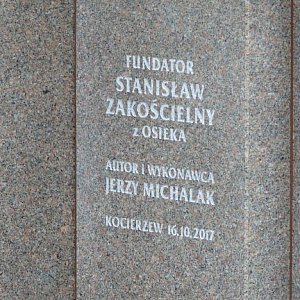 FUNDATOR
STANISŁAW
ZAKOŚCIELNY
z OSIEKA
AUTOR I WYKONAWCA
JERZY MICHALAK
KOCIERZEW 16.10.2017